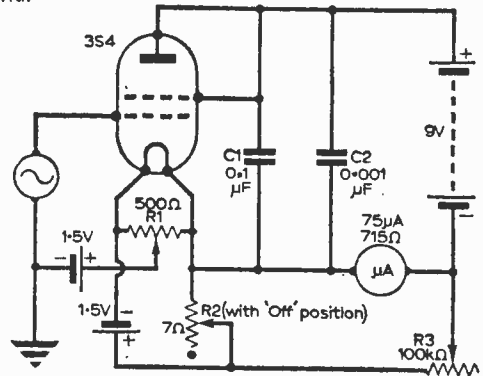 3S4
+
9V
−
C1
0.1
μF
C2
0·001
μF
500Ω
R1
75μA
715Ω
μA
1·5V
− +
1·5V
−
+
R2(with 'Off' position)
7Ω
R3
100kΩ